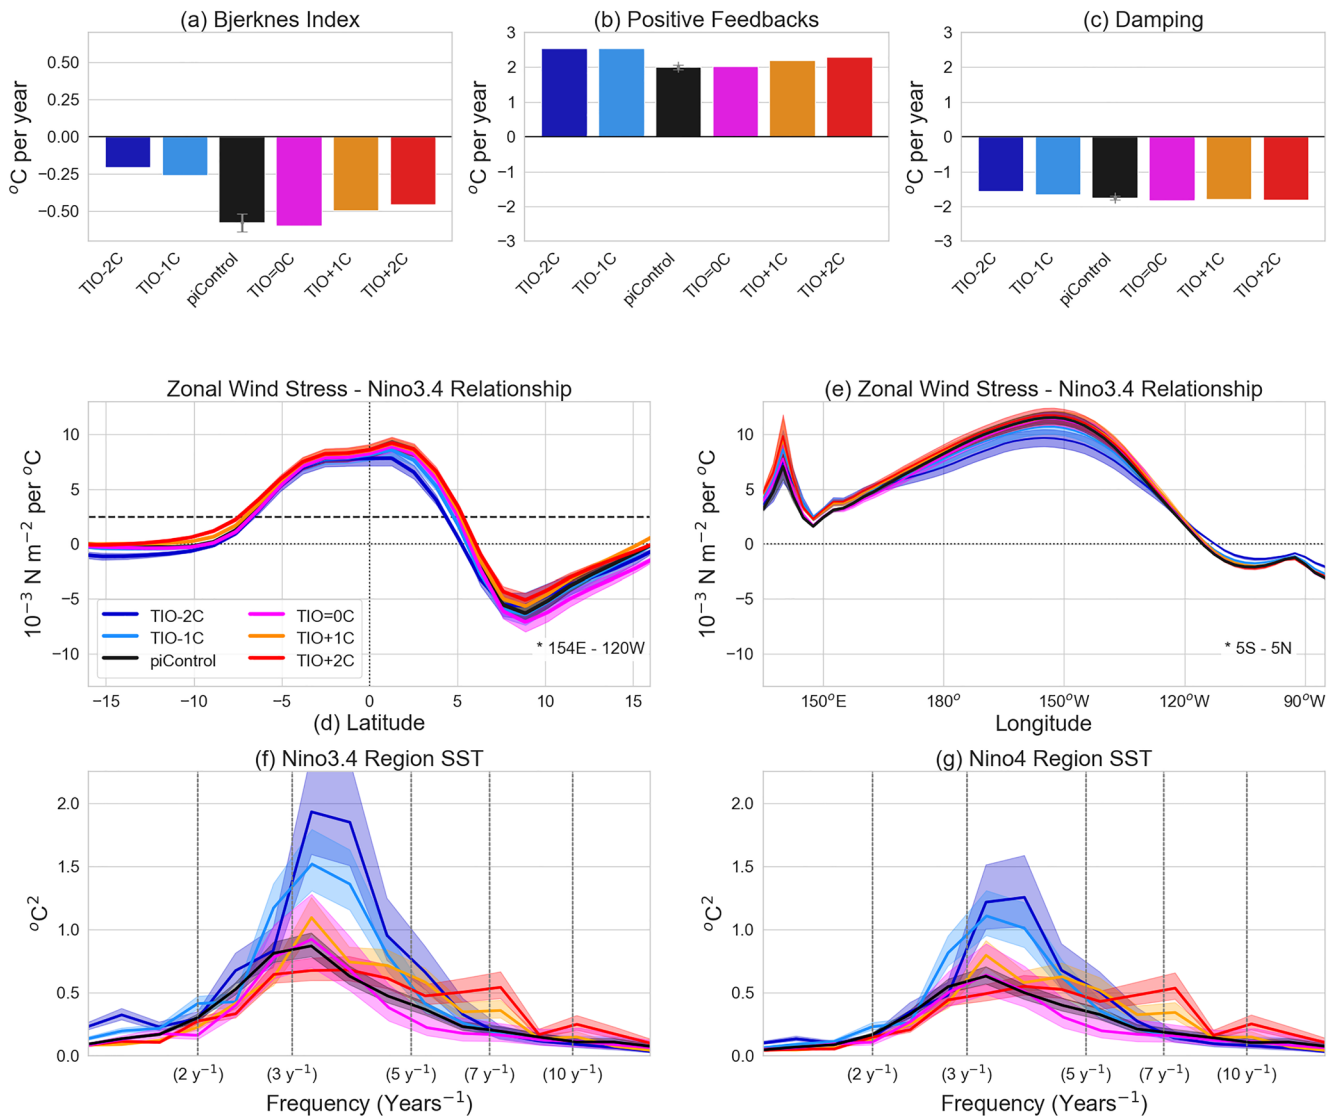 (a) Bjerknes Index
(b) Positive Feedbacks
(c) Damping
°C per year
0.50
0.25
0.00
−0.25
−0.50
TIO-2C
TIO-1C
piControl
TIO=0C
TIO+1C
TIO+2C
°C per year
3
2
1
0
−1
−2
−3
TIO-2C
TIO-1C
piControl
TIO=0C
TIO+1C
TIO+2C
°C per year
3
2
1
0
−1
−2
−3
TIO-2C
TIO-1C
piControl
TIO=0C
TIO+1C
TIO+2C
Zonal Wind Stress - Nino3.4 Relationship
10⁻³ N m⁻² per °C
10
5
0
−5
−10
TIO-2C
TIO-1C
piControl
TIO=0C
TIO+1C
TIO+2C
* 154E - 120W
−15 −10 −5 0 5 10 15
(d) Latitude
(e) Zonal Wind Stress - Nino3.4 Relationship
10⁻³ N m⁻² per °C
10
5
0
−5
−10
* 5S - 5N
150°E 180° 150°W 120°W 90°W
Longitude
(f) Nino3.4 Region SST
°C²
2.0
1.5
1.0
0.5
0.0
(2 y⁻¹) (3 y⁻¹) (5 y⁻¹) (7 y⁻¹) (10 y⁻¹)
Frequency (Years⁻¹)
(g) Nino4 Region SST
°C²
2.0
1.5
1.0
0.5
0.0
(2 y⁻¹) (3 y⁻¹) (5 y⁻¹) (7 y⁻¹) (10 y⁻¹)
Frequency (Years⁻¹)